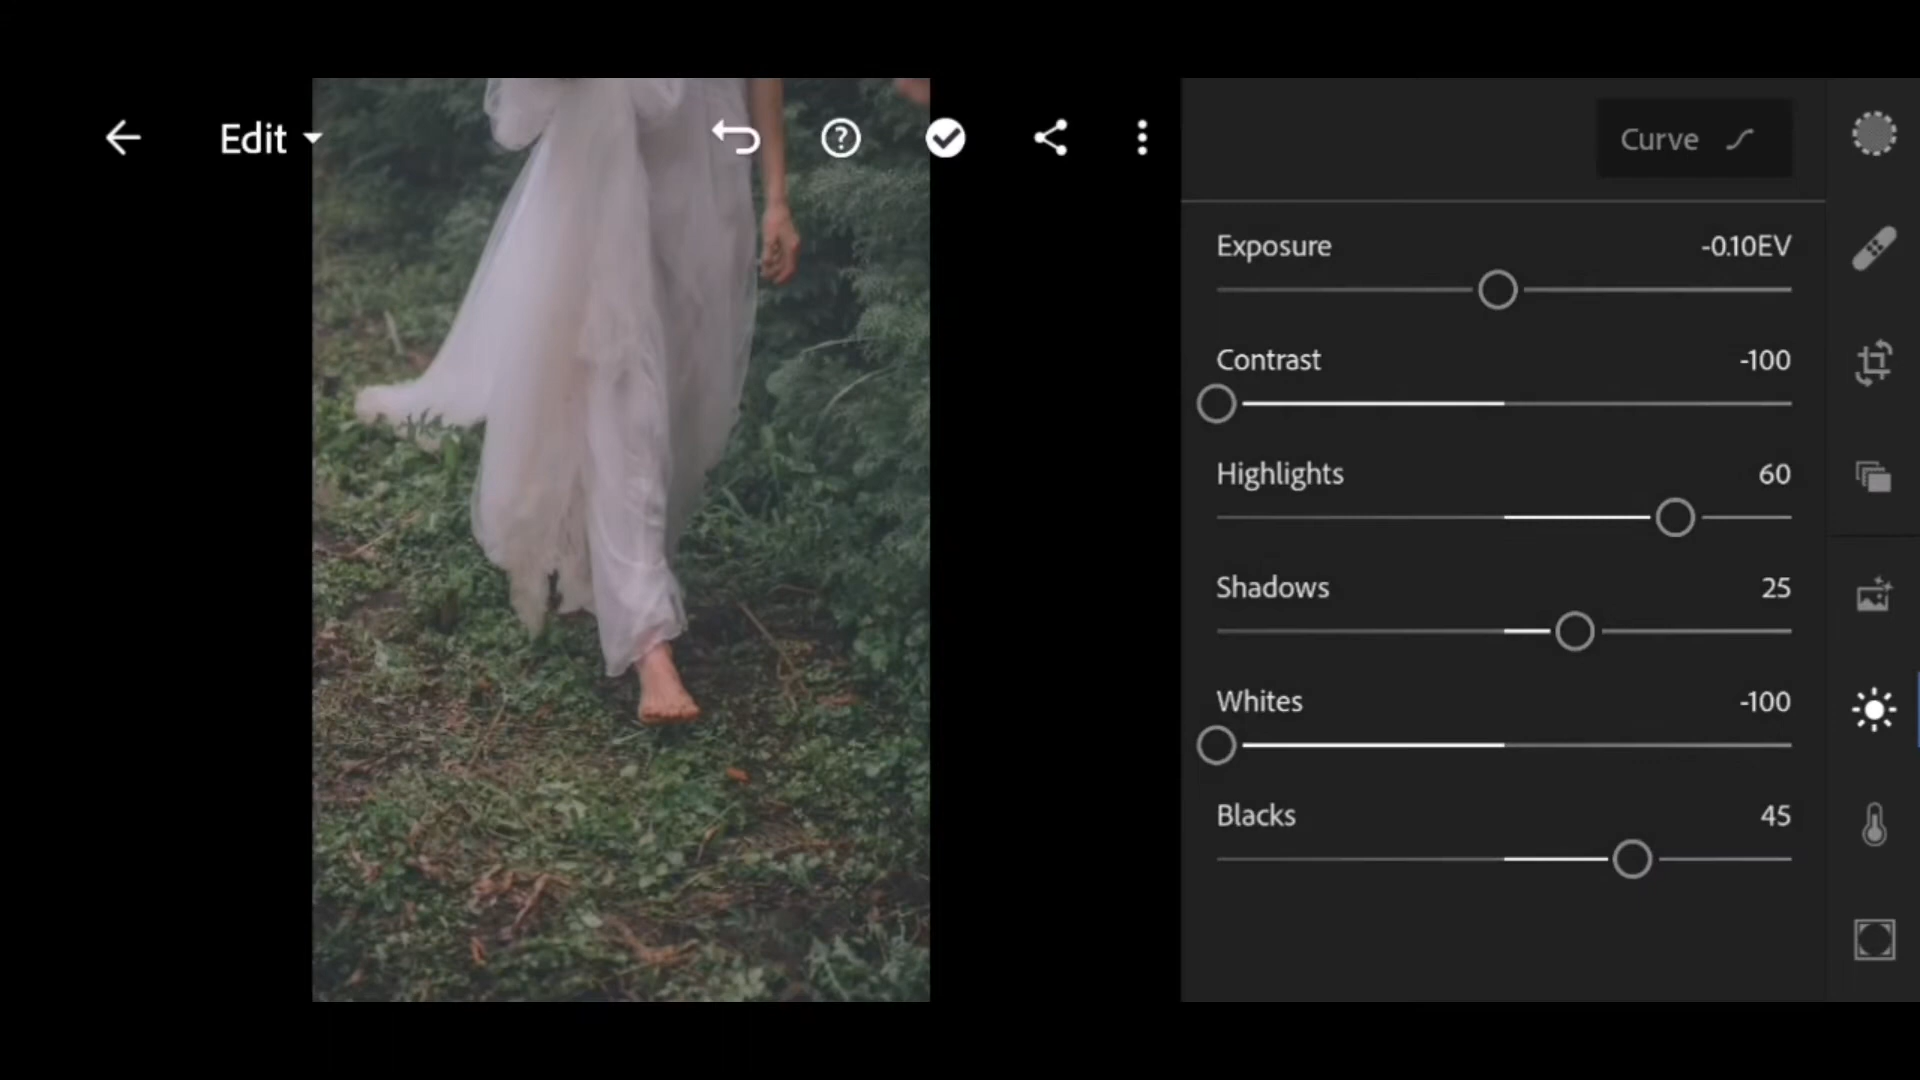 Edit
Curve
Exposure -0.10EV
Contrast -100
Highlights 60
Shadows 25
Whites -100
Blacks 45